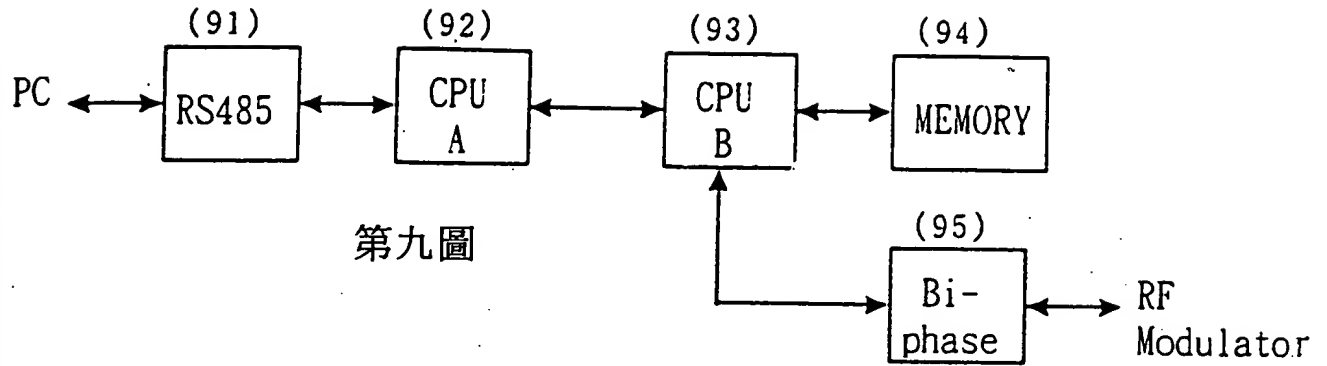 (91)
(92)
(93)
(94)
PC
RS485
CPU
A
CPU
B
MEMORY
第九圖
(95)
Bi-
phase
RF
Modulator